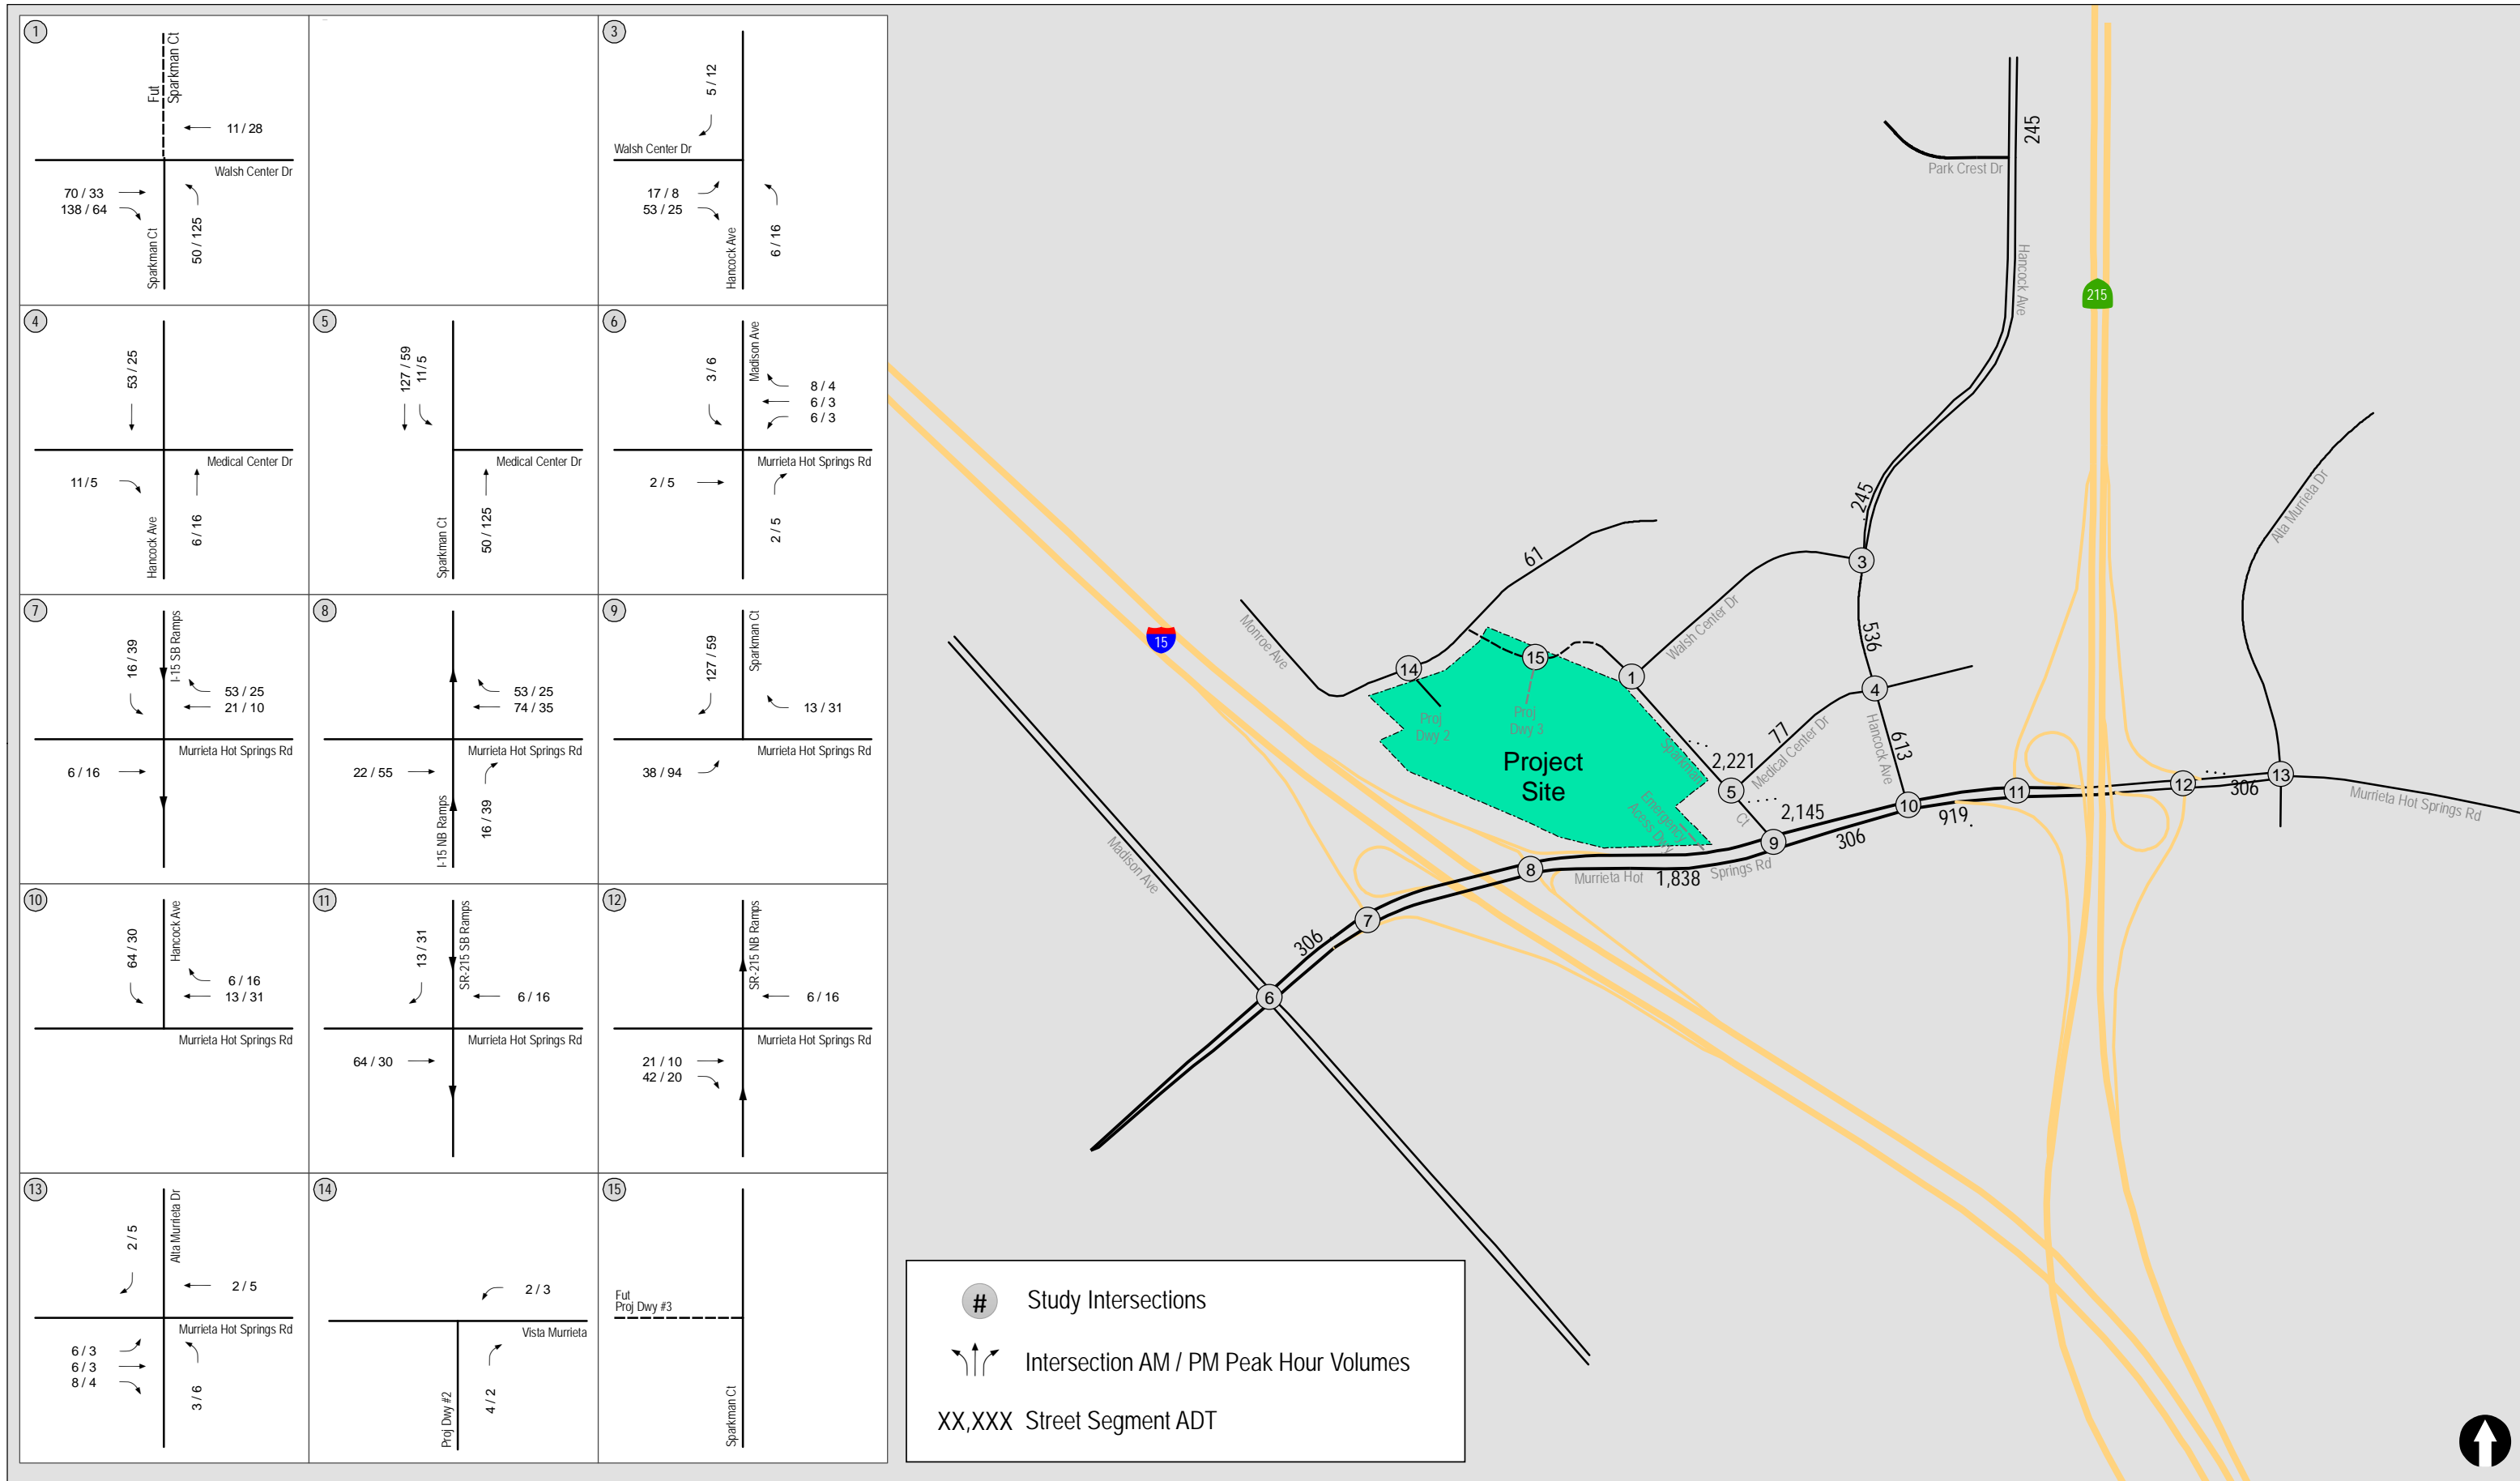 1
Fut
Sparkman Ct
11 / 28
Walsh Center Dr
70 / 33
138 / 64
Sparkman Ct
50 / 125
3
5 / 12
Walsh Center Dr
17 / 8
53 / 25
Hancock Ave
6 / 16
4
53 / 25
Medical Center Dr
11 / 5
Hancock Ave
6 / 16
5
127 / 59
11 / 5
Medical Center Dr
Sparkman Ct
50 / 125
6
3 / 6
Madison Ave
8 / 4
6 / 3
6 / 3
Murrieta Hot Springs Rd
2 / 5
2 / 5
7
16 / 39
I-15 SB Ramps
53 / 25
21 / 10
Murrieta Hot Springs Rd
6 / 16
8
53 / 25
74 / 35
Murrieta Hot Springs Rd
22 / 55
I-15 NB Ramps
16 / 39
9
127 / 59
Sparkman Ct
13 / 31
Murrieta Hot Springs Rd
38 / 94
10
64 / 30
Hancock Ave
6 / 16
13 / 31
Murrieta Hot Springs Rd
11
13 / 31
SR-215 SB Ramps
6 / 16
Murrieta Hot Springs Rd
64 / 30
12
SR-215 NB Ramps
6 / 16
Murrieta Hot Springs Rd
21 / 10
42 / 20
13
2 / 5
Alta Murrieta Dr
2 / 5
Murrieta Hot Springs Rd
6 / 3
6 / 3
8 / 4
3 / 6
14
2 / 3
Vista Murrieta
Proj Dwy #2
4 / 2
15
Fut
Proj Dwy #3
Sparkman Ct
245
Park Crest Dr
Hancock Ave
215
245
Alta Murrieta Dr
61
3
Monroe Ave
15
Walsh Center Dr
536
14
15
1
4
Proj
Dwy 2
Proj
Dwy 3
Project
Site
Sparkman
2,221
77
Medical Center Dr
Hancock Ave
613
5
Ct
2,145
Emergency
Acess Dwy
9
306
10
919
11
12
306
13
Murrieta Hot Springs Rd
8
Murrieta Hot
1,838
Springs Rd
Madison Ave
7
306
6
#
Study Intersections
Intersection AM / PM Peak Hour Volumes
XX,XXX
Street Segment ADT